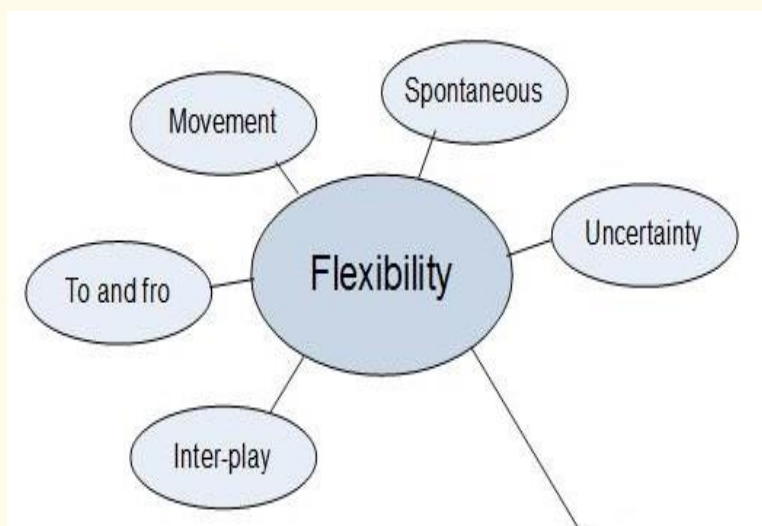 Spontaneous
Movement
Uncertainty
Flexibility
To and fro
Inter-play